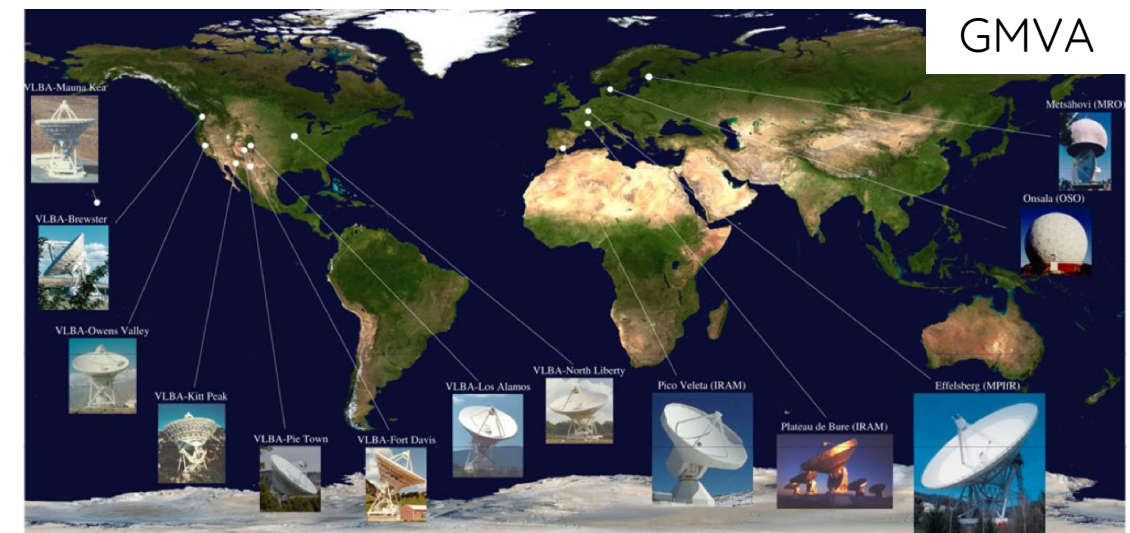 GMVA
VLBA-Mauna Kea
Metsähovi (MRO)
Onsala (OSO)
VLBA-Brewster
VLBA-Owens Valley
VLBA-Kitt Peak
VLBA-Pie Town
VLBA-Fort Davis
VLBA-Los Alamos
VLBA-North Liberty
Pico Veleta (IRAM)
Plateau de Bure (IRAM)
Effelsberg (MPIfR)